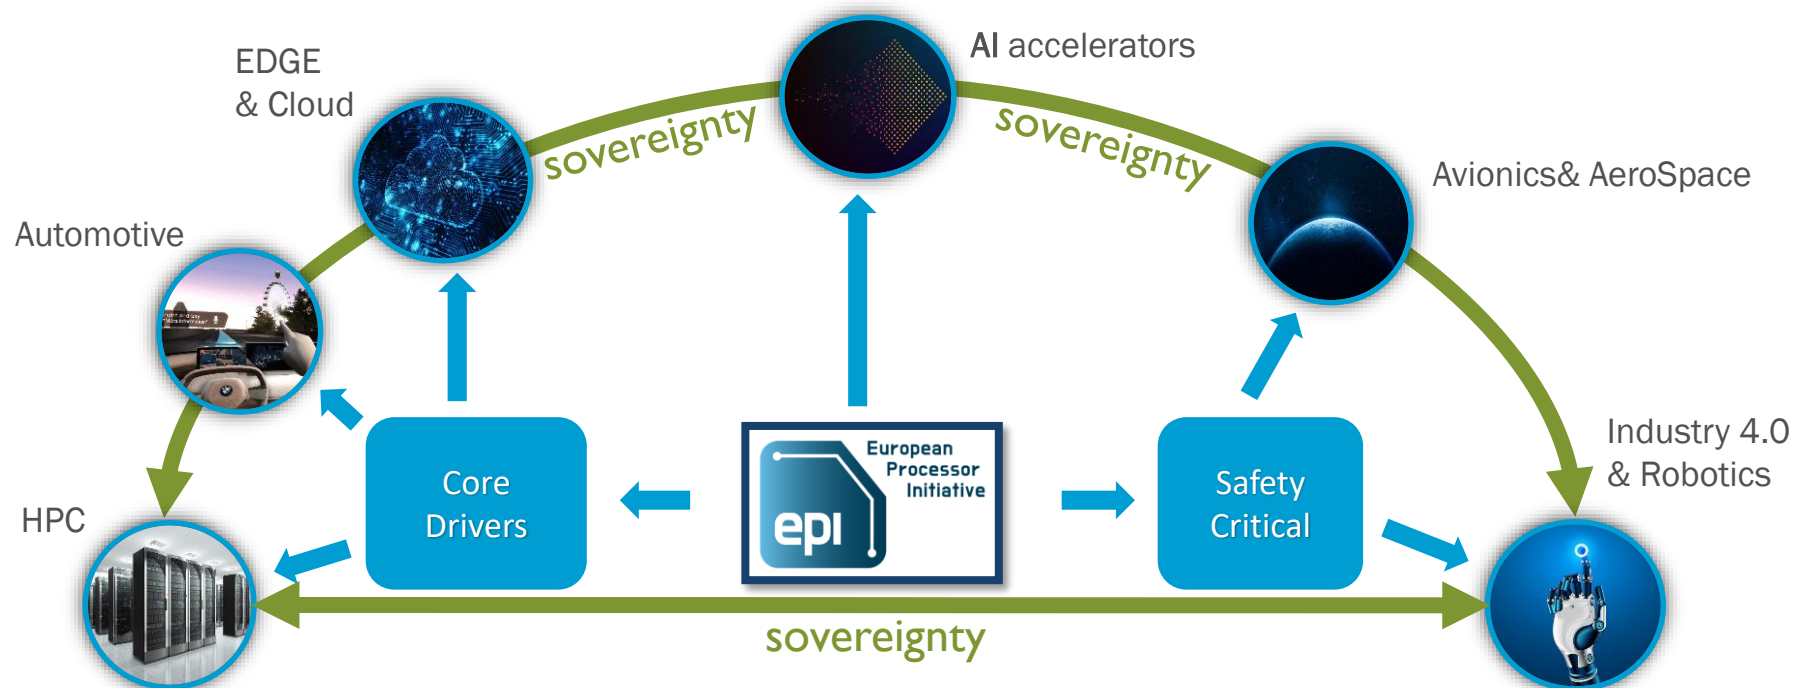 EDGE
& Cloud
AI accelerators
sovereignty
sovereignty
Avionics& AeroSpace
Automotive
Core
Drivers
European
Processor
Initiative
epi
Safety
Critical
Industry 4.0
& Robotics
HPC
sovereignty